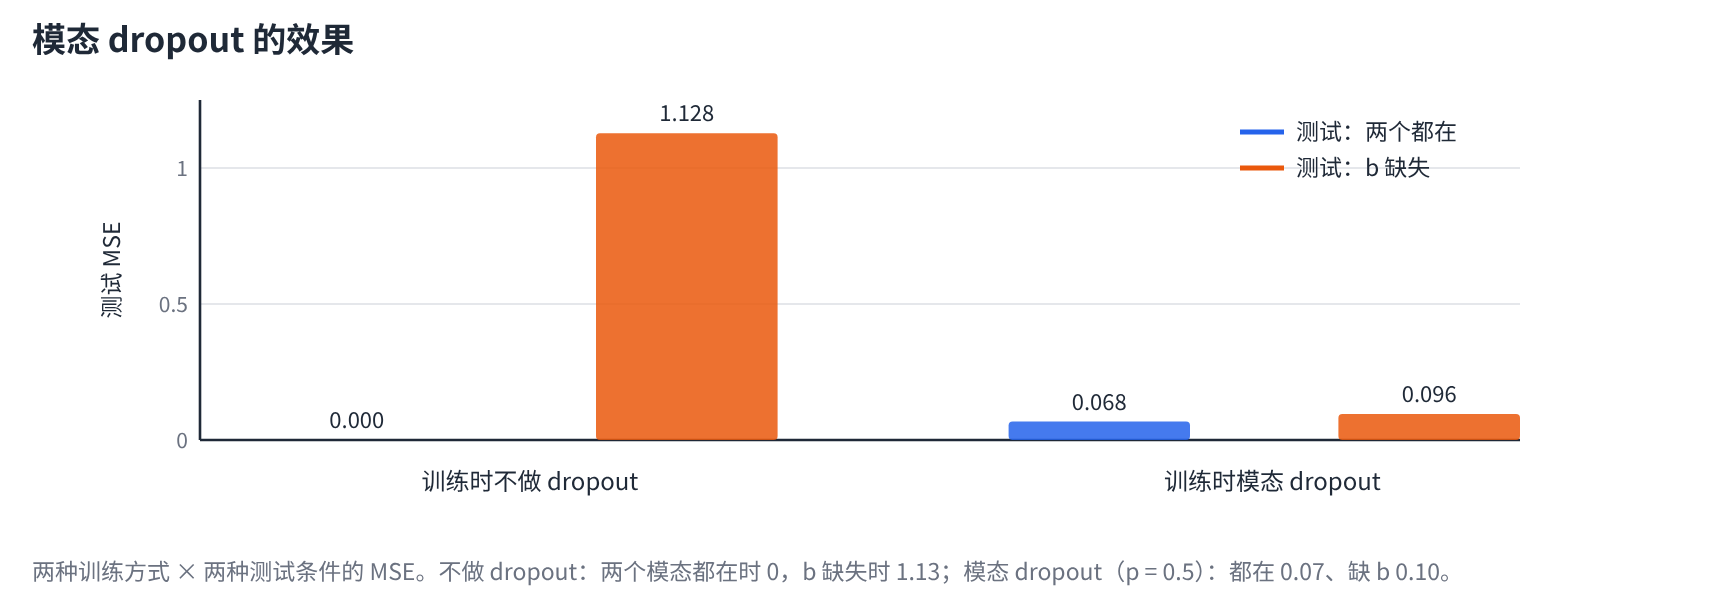 模态 dropout 的效果
1.128
测试：两个都在
测试：b 缺失
1
测试 MSE
0.5
0.096
0.068
0.000
0
训练时不做 dropout
训练时模态 dropout
两种训练方式 × 两种测试条件的 MSE。不做 dropout：两个模态都在时 0，b 缺失时 1.13；模态 dropout（p = 0.5）：都在 0.07、缺 b 0.10。